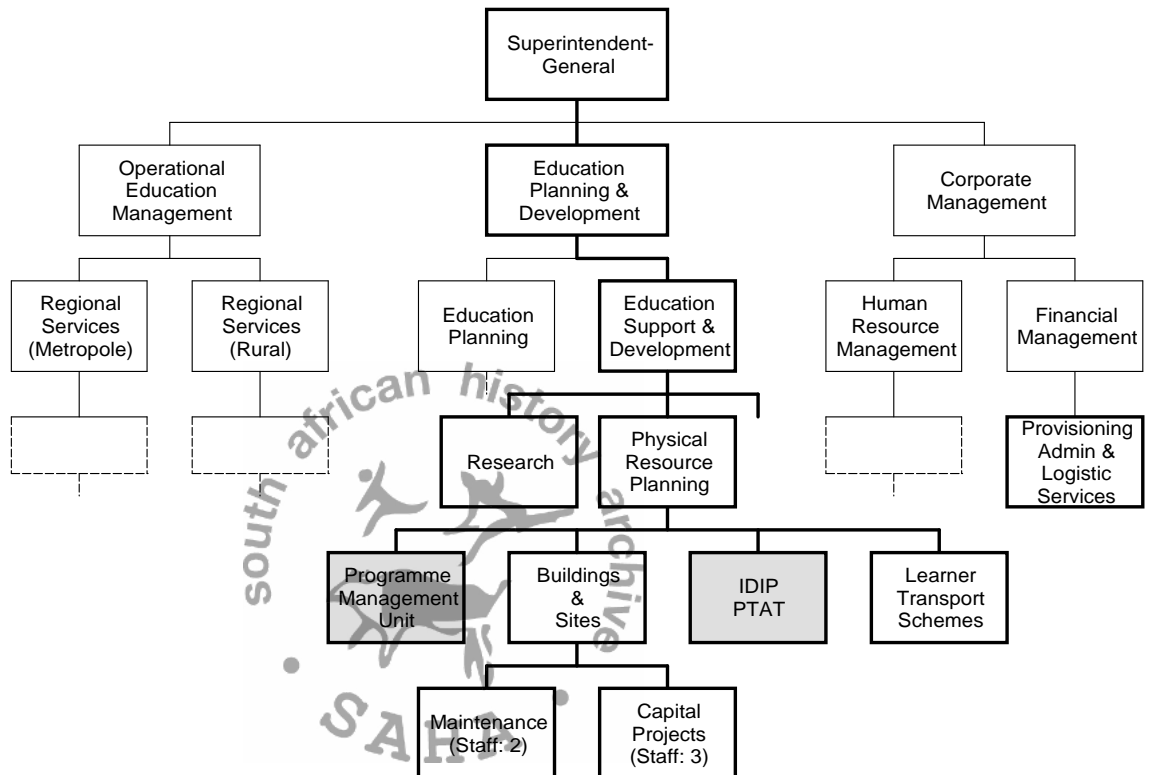 Superintendent-
General
Operational
Education
Management
Education
Planning &
Development
Corporate
Management
Regional
Services
(Metropole)
Regional
Services
(Rural)
Education
Planning
Education
Support &
Development
Human
Resource
Management
Financial
Management
Research
Physical
Resource
Planning
Provisioning
Admin &
Logistic
Services
Programme
Management
Unit
Buildings
&
Sites
IDIP
PTAT
Learner
Transport
Schemes
Maintenance
(Staff: 2)
Capital
Projects
(Staff: 3)
south african history archive
• SAHA •